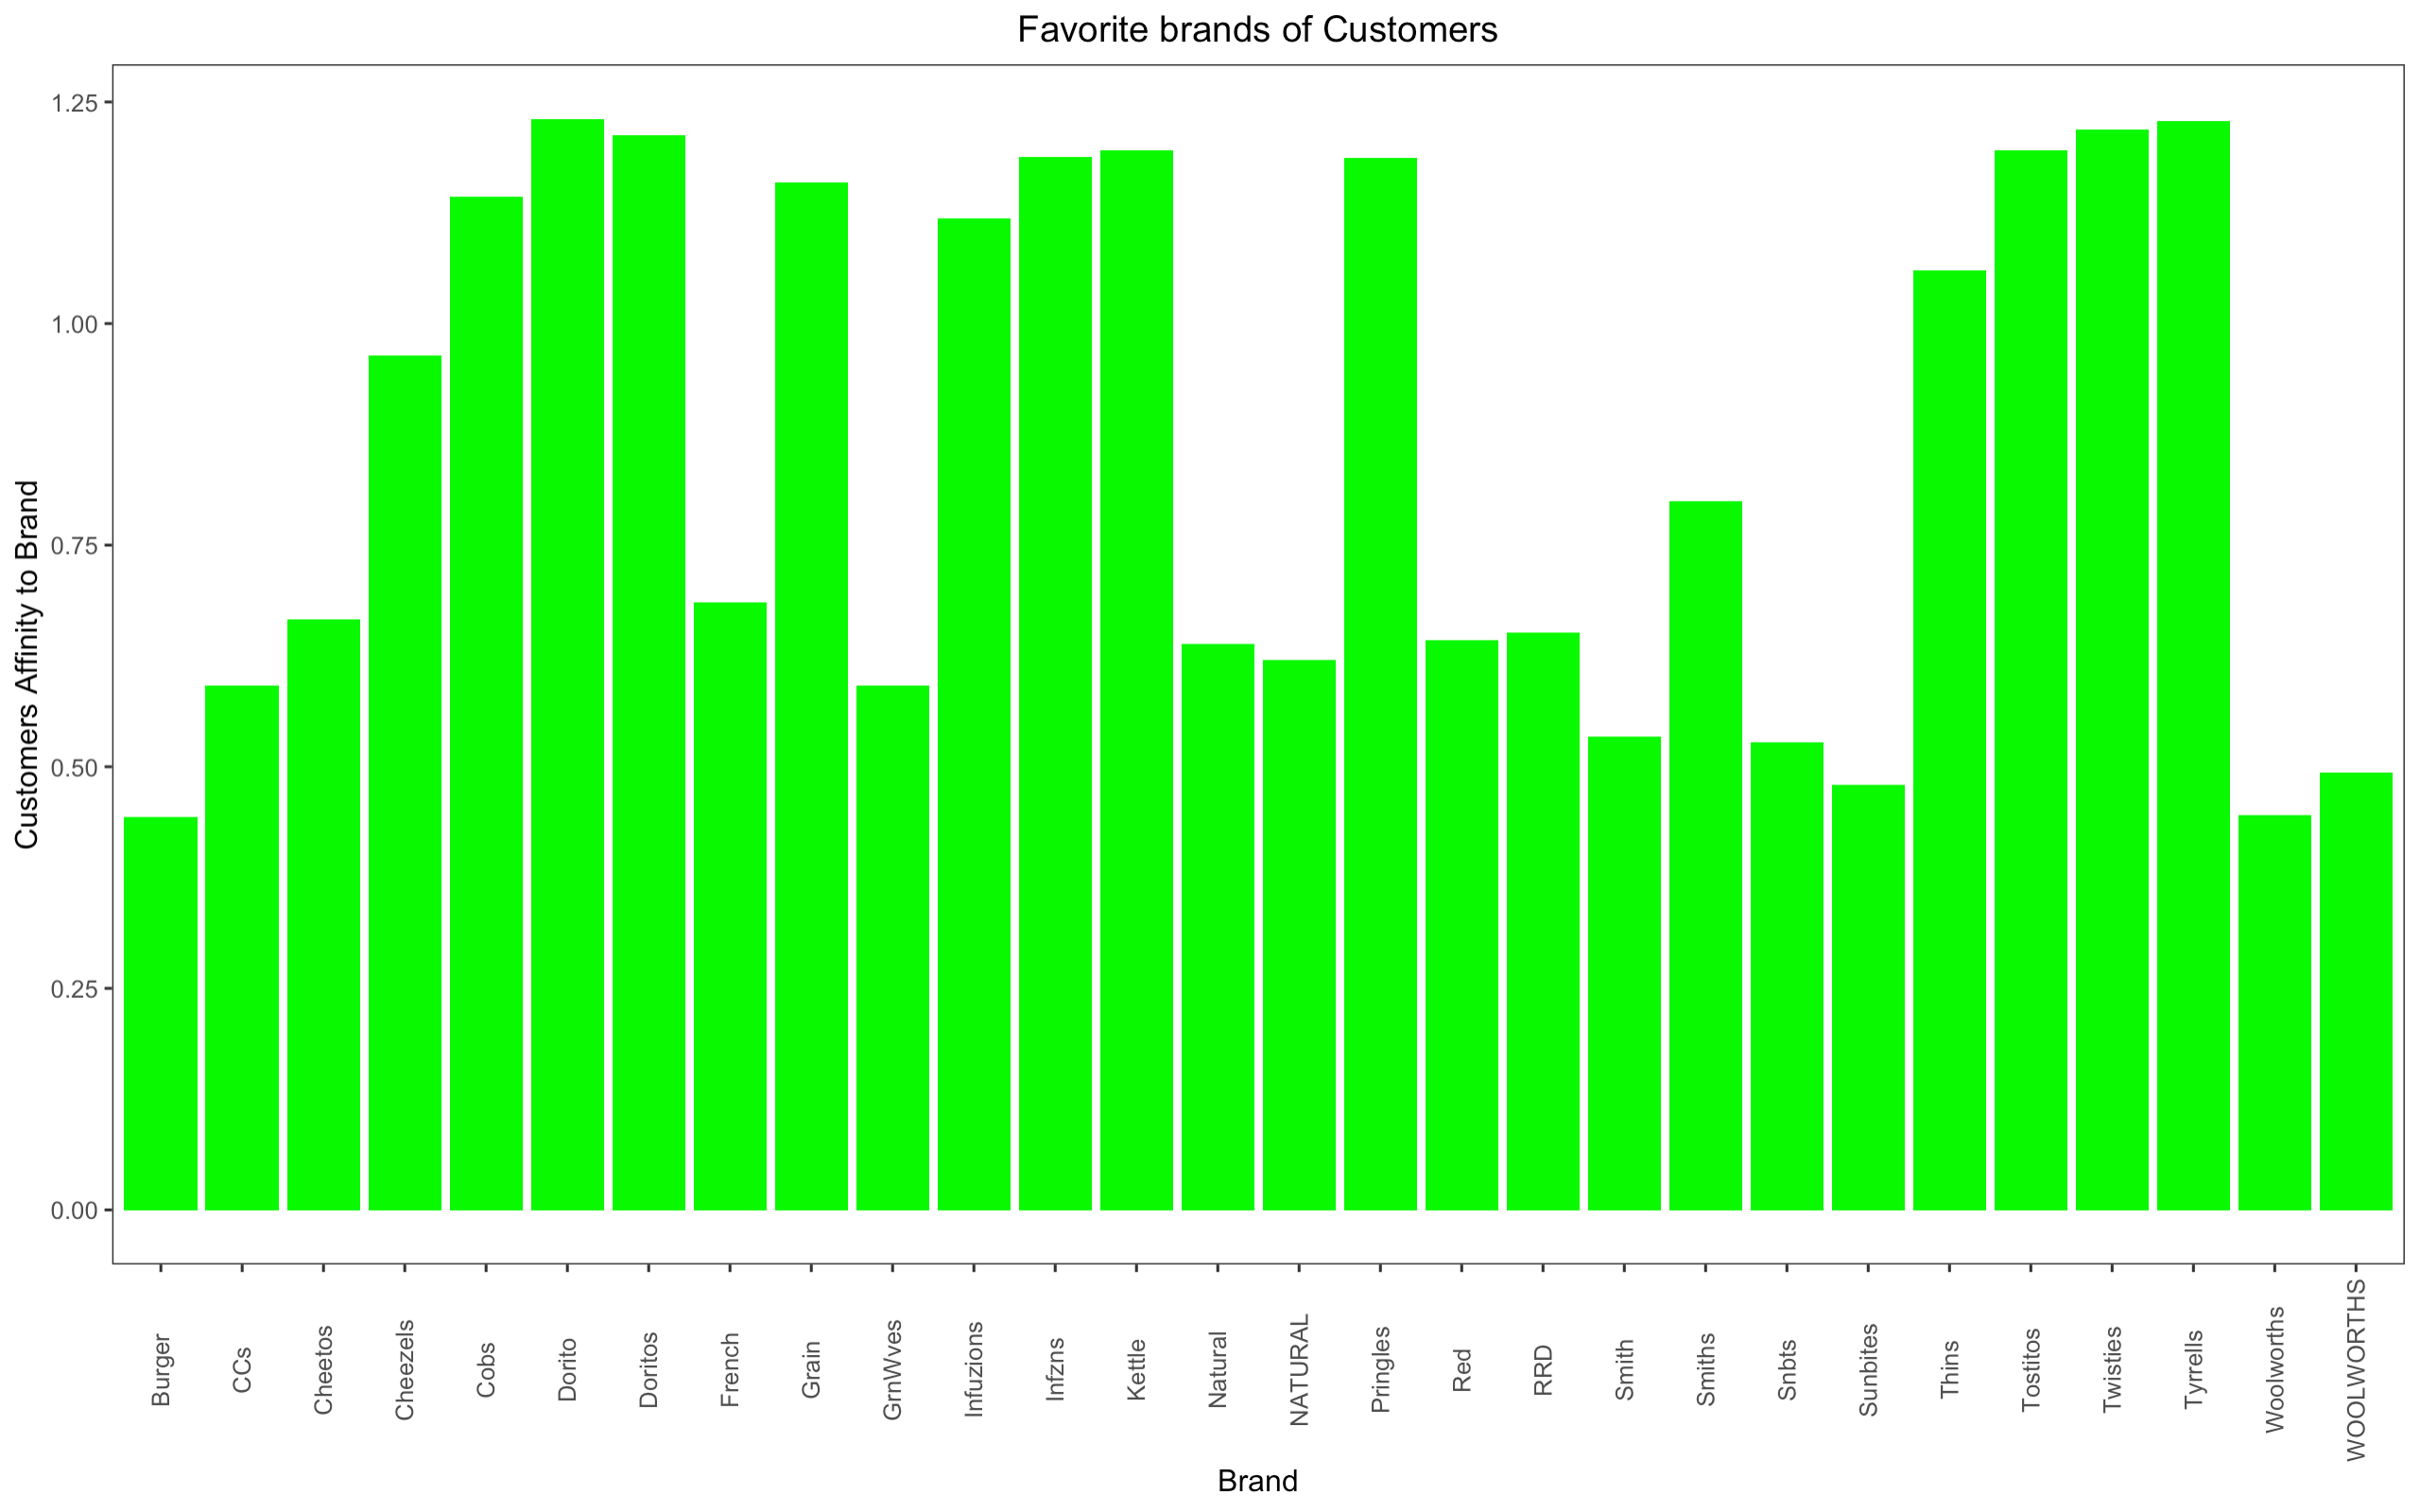 Favorite brands of Customers
Customers Affinity to Brand
1.25
1.00
0.75
0.50
0.25
0.00
Burger
CCs
Cheetos
Cheezels
Cobs
Dorito
Doritos
French
Grain
GrnWves
Infuzions
Infzns
Kettle
Natural
NATURAL
Pringles
Red
RRD
Smith
Smiths
Snbts
Sunbites
Thins
Tostitos
Twisties
Tyrrells
Woolworths
WOOLWORTHS
Brand